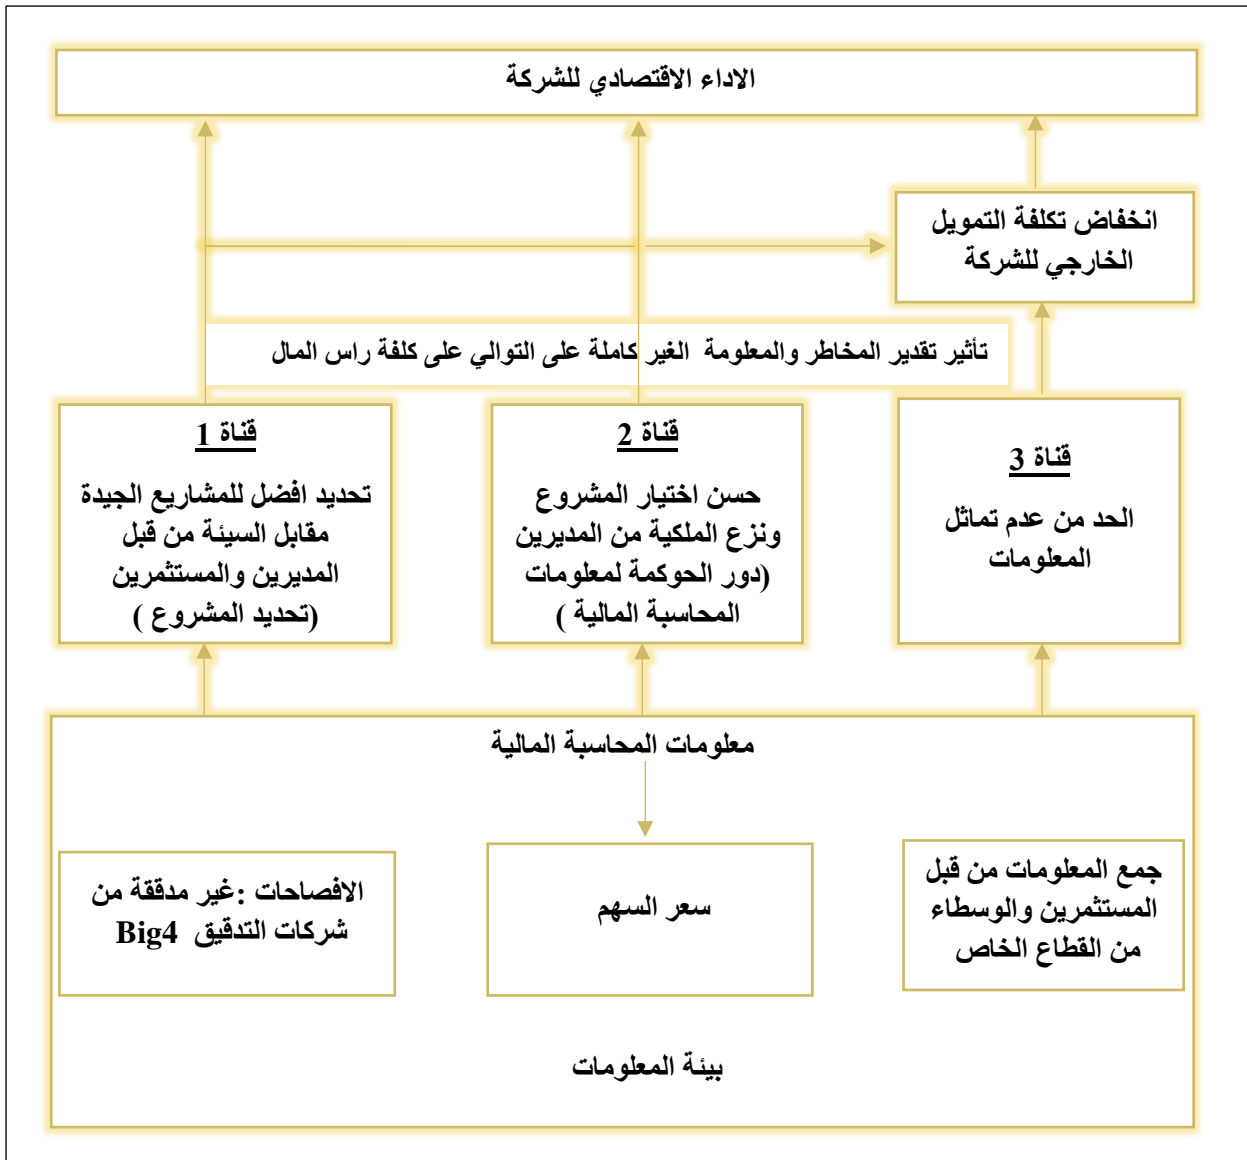 الاداء الاقتصادي للشركة
انخفاض تكلفة التمويل
الخارجي للشركة
تأثير تقدير المخاطر والمعلومة الغير كاملة على التوالي على كلفة راس المال
قناة 3
الحد من عدم تماثل
المعلومات
قناة 2
حسن اختيار المشروع
ونزع الملكية من المديرين
(دور الحوكمة لمعلومات
المحاسبة المالية )
قناة 1
تحديد افضل للمشاريع الجيدة
مقابل السيئة من قبل
المديرين والمستثمرين
(تحديد المشروع )
معلومات المحاسبة المالية
جمع المعلومات من قبل
المستثمرين والوسطاء
من القطاع الخاص
سعر السهم
الافصاحات :غير مدققة من
شركات التدقيق Big4
بيئة المعلومات